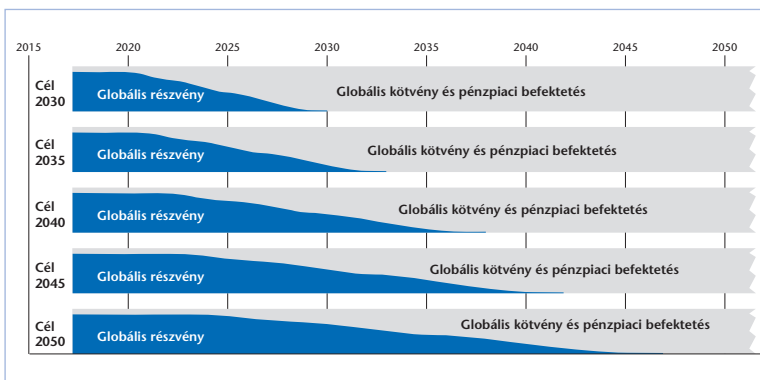 2015 2020 2025 2030 2035 2040 2045 2050
Cél
2030
Globális részvény
Globális kötvény és pénzpiaci befektetés
Cél
2035
Globális részvény
Globális kötvény és pénzpiaci befektetés
Cél
2040
Globális részvény
Globális kötvény és pénzpiaci befektetés
Cél
2045
Globális részvény
Globális kötvény és pénzpiaci befektetés
Cél
2050
Globális részvény
Globális kötvény és pénzpiaci befektetés